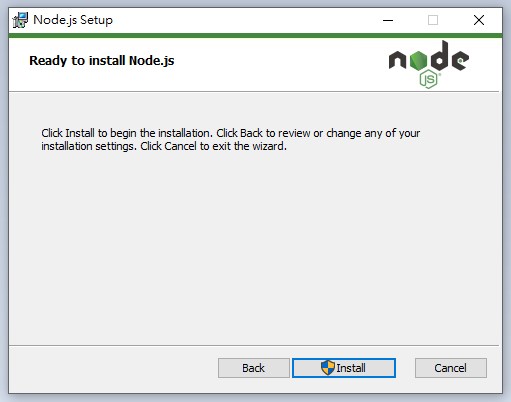 Node.js Setup
Ready to install Node.js
node
JS
Click Install to begin the installation. Click Back to review or change any of your
installation settings. Click Cancel to exit the wizard.
Back
Install
Cancel